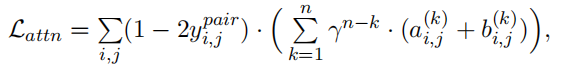 $\mathcal{L}_{attn} = \sum_{i,j} (1 - 2y_{i,j}^{pair}) \cdot \Big( \sum_{k=1}^{n} \gamma^{n-k} \cdot (a_{i,j}^{(k)} + b_{i,j}^{(k)}) \Big),$